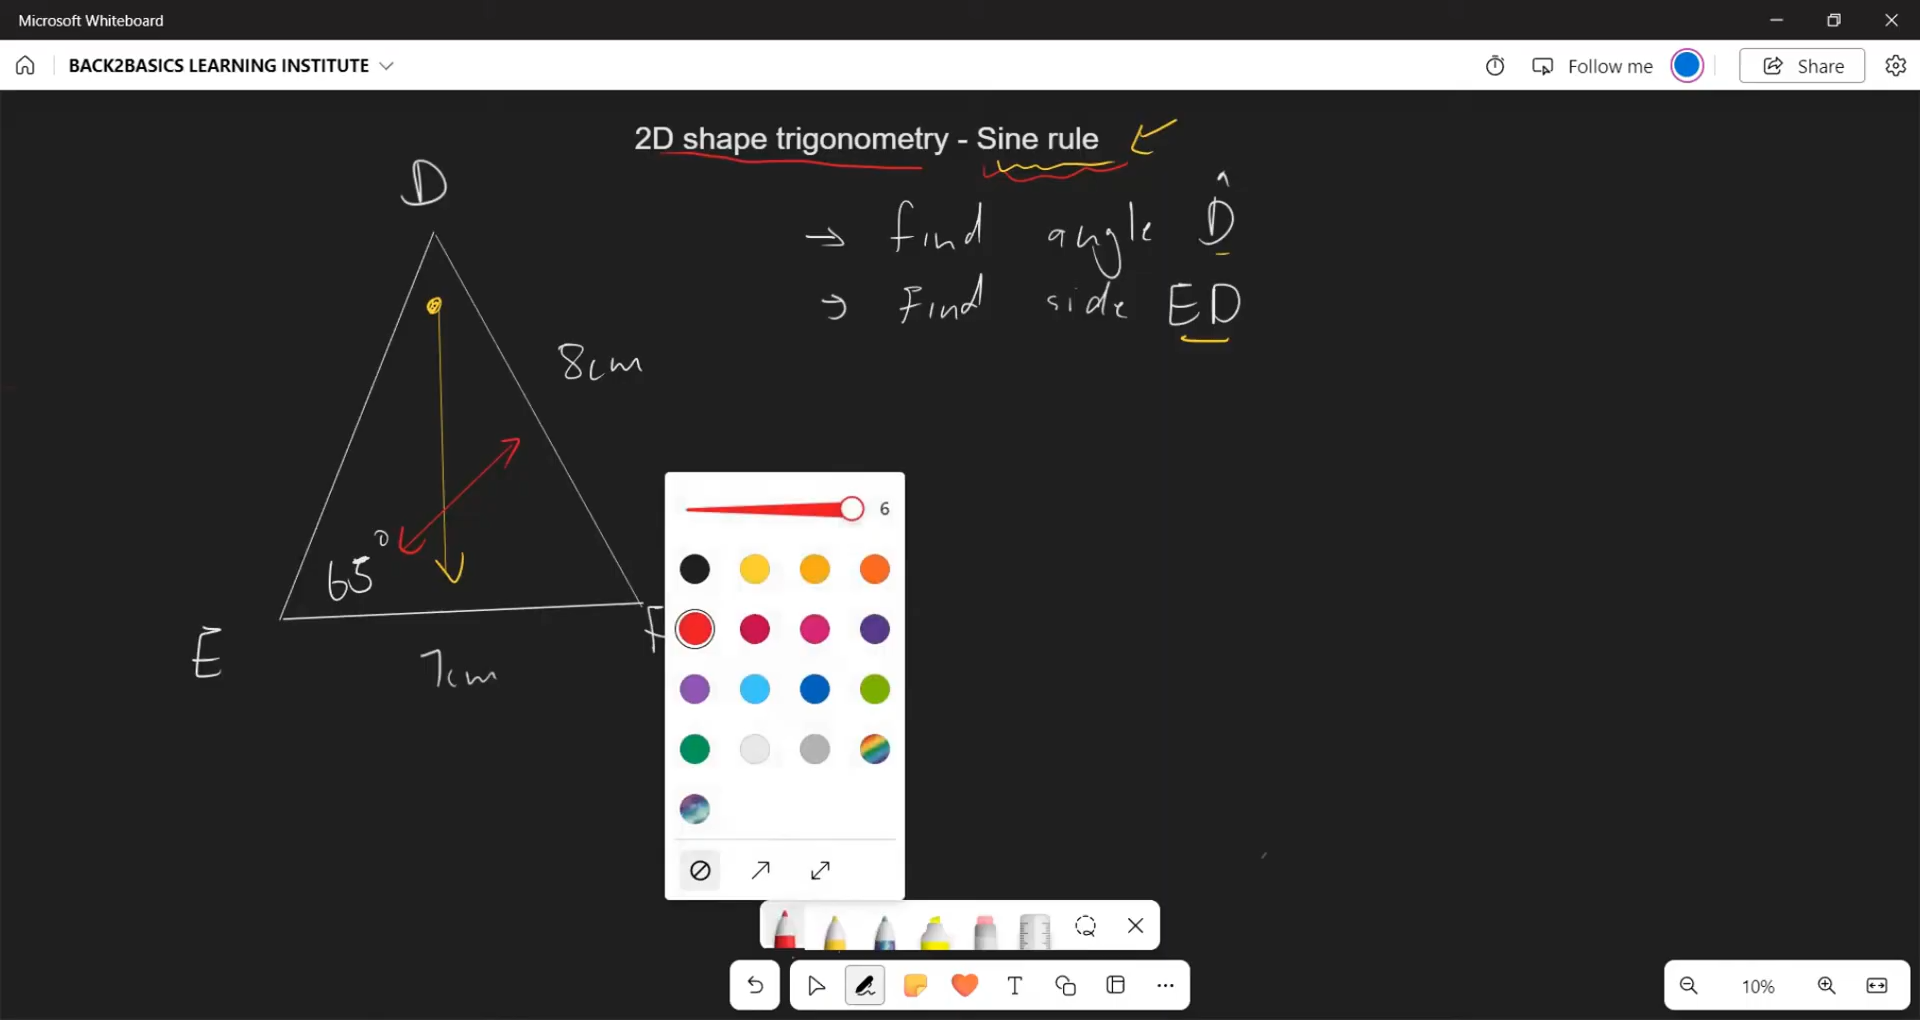 Microsoft Whiteboard
BACK2BASICS LEARNING INSTITUTE
Follow me
Share
2D shape trigonometry - Sine rule
D
→ find angle D̂
→ Find side ED
8cm
65°
E
F
7cm
6
10%